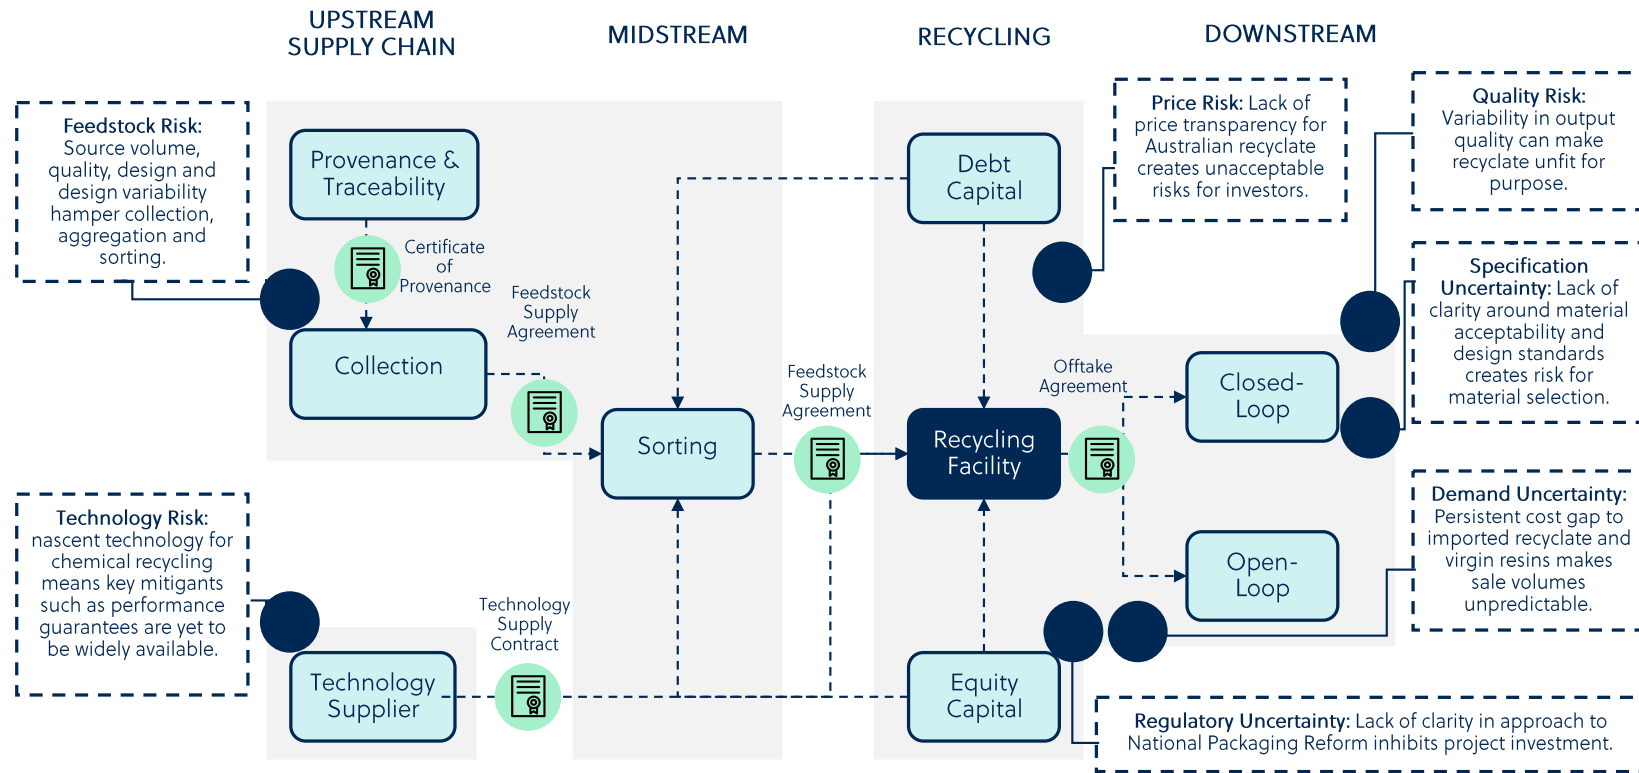 UPSTREAM
SUPPLY CHAIN
MIDSTREAM
RECYCLING
DOWNSTREAM
Feedstock Risk:
Source volume,
quality, design and
design variability
hamper collection,
aggregation and
sorting.
Provenance &
Traceability
Certificate
of
Provenance
Collection
Feedstock
Supply
Agreement
Sorting
Feedstock
Supply
Agreement
Debt
Capital
Recycling
Facility
Equity
Capital
Price Risk: Lack of
price transparency for
Australian recyclate
creates unacceptable
risks for investors.
Offtake
Agreement
Closed-
Loop
Open-
Loop
Quality Risk:
Variability in output
quality can make
recyclate unfit for
purpose.
Specification
Uncertainty: Lack of
clarity around material
acceptability and
design standards
creates risk for
material selection.
Demand Uncertainty:
Persistent cost gap to
imported recyclate and
virgin resins makes
sale volumes
unpredictable.
Technology Risk:
nascent technology for
chemical recycling
means key mitigants
such as performance
guarantees are yet to
be widely available.
Technology
Supplier
Technology
Supply
Contract
Regulatory Uncertainty: Lack of clarity in approach to
National Packaging Reform inhibits project investment.